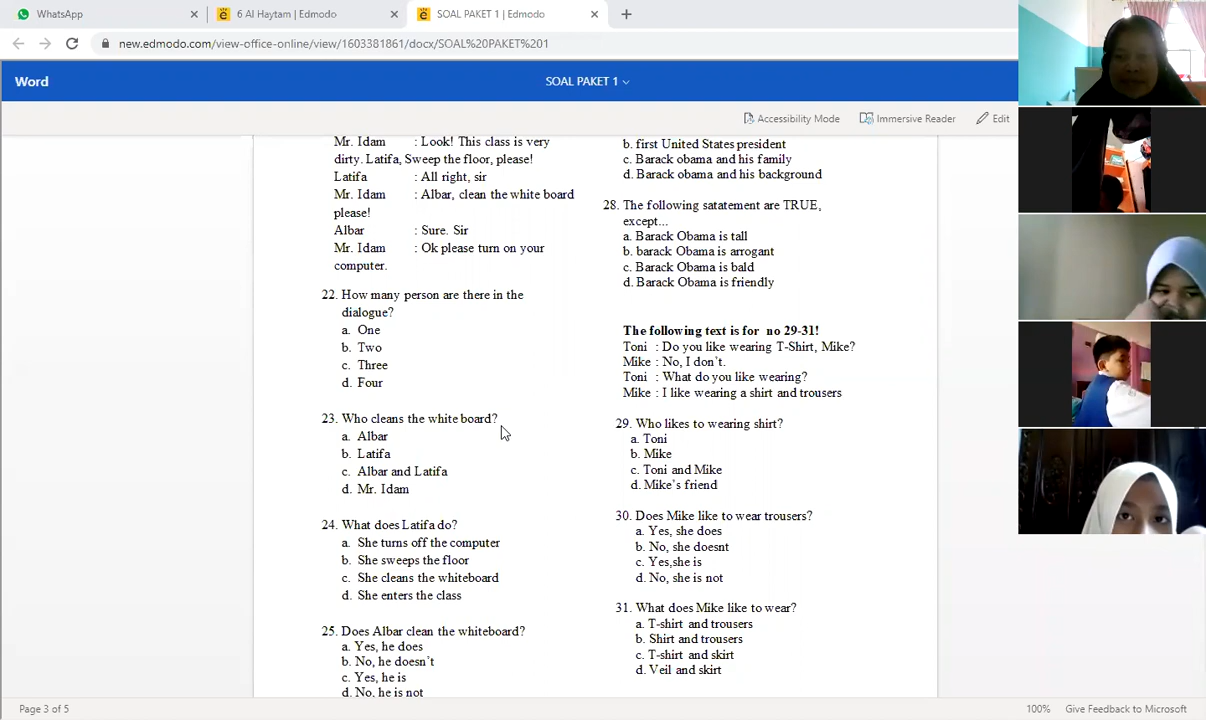 WhatsApp
6 Al Haytam | Edmodo
SOAL PAKET 1 | Edmodo
new.edmodo.com/view-office-online/view/1603381861/docx/SOAL%20PAKET%201
Word
SOAL PAKET 1
Accessibility Mode
Immersive Reader
Edit
Mr. Idam : Look! This class is very
dirty. Latifa, Sweep the floor, please!
Latifa : All right, sir
Mr. Idam : Albar, clean the white board
please!
Albar : Sure. Sir
Mr. Idam : Ok please turn on your
computer.
22. How many person are there in the
dialogue?
a. One
b. Two
c. Three
d. Four
23. Who cleans the white board?
a. Albar
b. Latifa
c. Albar and Latifa
d. Mr. Idam
24. What does Latifa do?
a. She turns off the computer
b. She sweeps the floor
c. She cleans the whiteboard
d. She enters the class
25. Does Albar clean the whiteboard?
a. Yes, he does
b. No, he doesn't
c. Yes, he is
d. No, he is not
b. first United States president
c. Barack obama and his family
d. Barack obama and his background
28. The following satatement are TRUE,
except...
a. Barack Obama is tall
b. barack Obama is arrogant
c. Barack Obama is bald
d. Barack Obama is friendly
The following text is for no 29-31!
Toni : Do you like wearing T-Shirt, Mike?
Mike : No, I don't.
Toni : What do you like wearing?
Mike : I like wearing a shirt and trousers
29. Who likes to wearing shirt?
a. Toni
b. Mike
c. Toni and Mike
d. Mike's friend
30. Does Mike like to wear trousers?
a. Yes, she does
b. No, she doesnt
c. Yes,she is
d. No, she is not
31. What does Mike like to wear?
a. T-shirt and trousers
b. Shirt and trousers
c. T-shirt and skirt
d. Veil and skirt
Page 3 of 5
100%
Give Feedback to Microsoft